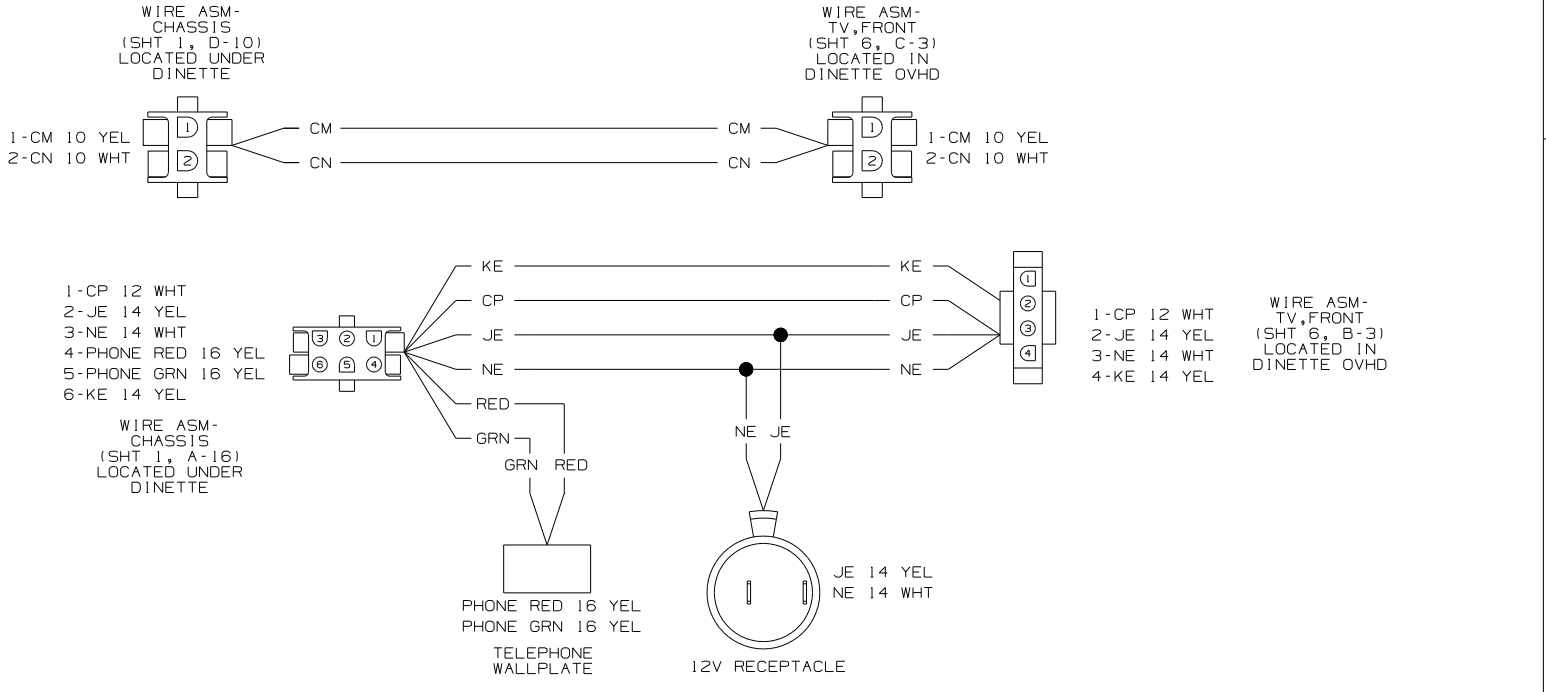 WIRE ASM-
CHASSIS
(SHT 1, D-10)
LOCATED UNDER
DINETTE
WIRE ASM-
TV,FRONT
(SHT 6, C-3)
LOCATED IN
DINETTE OVHD
1-CM 10 YEL
2-CN 10 WHT
1
2
CM
CN
CM
CN
1
2
1-CM 10 YEL
2-CN 10 WHT
1-CP 12 WHT
2-JE 14 YEL
3-NE 14 WHT
4-PHONE RED 16 YEL
5-PHONE GRN 16 YEL
6-KE 14 YEL
WIRE ASM-
CHASSIS
(SHT 1, A-16)
LOCATED UNDER
DINETTE
3 2 1
6 5 4
KE
CP
JE
NE
RED
GRN
GRN RED
KE
CP
JE
NE
NE JE
1
2
3
4
1-CP 12 WHT
2-JE 14 YEL
3-NE 14 WHT
4-KE 14 YEL
WIRE ASM-
TV,FRONT
(SHT 6, B-3)
LOCATED IN
DINETTE OVHD
PHONE RED 16 YEL
PHONE GRN 16 YEL
TELEPHONE
WALLPLATE
JE 14 YEL
NE 14 WHT
12V RECEPTACLE